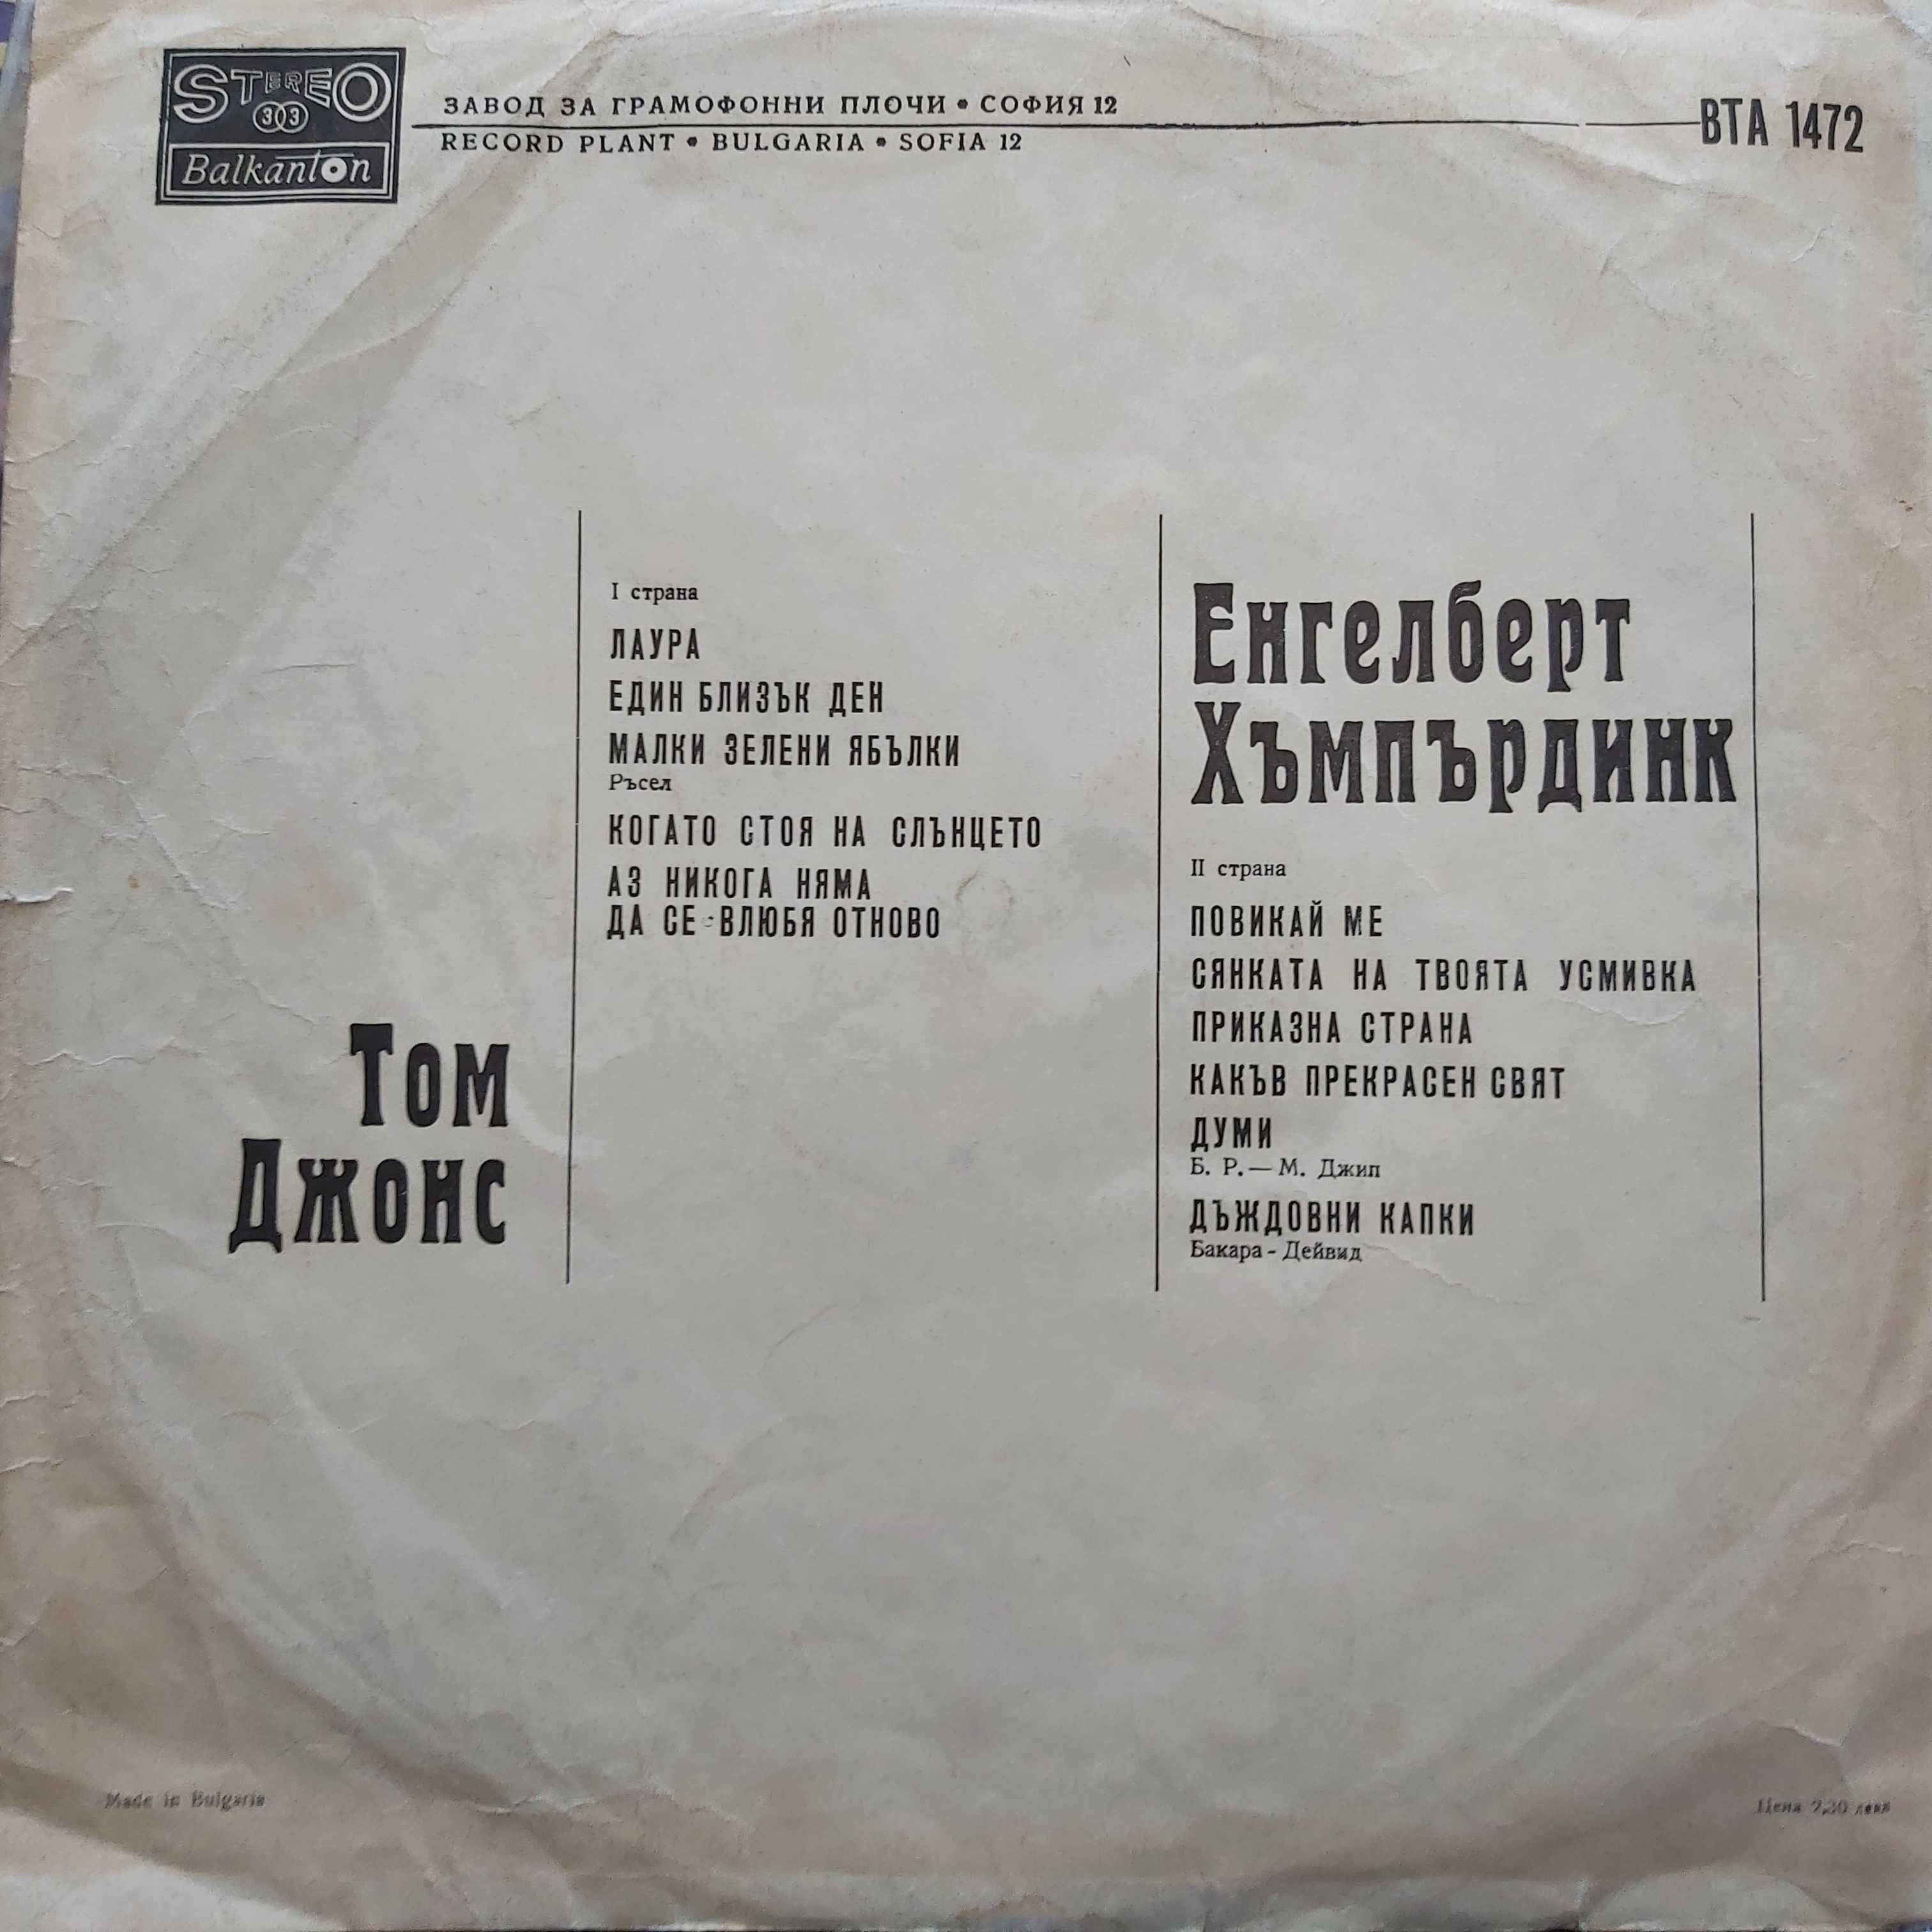 STEREO
33
Balkanton
ЗАВОД ЗА ГРАМОФОННИ ПЛОЧИ • СОФИЯ 12
RECORD PLANT • BULGARIA • SOFIA 12
ВТА 1472
Том
Джонс
I страна
ЛАУРА
ЕДИН БЛИЗЪК ДЕН
МАЛКИ ЗЕЛЕНИ ЯБЪЛКИ
Ръсел
КОГАТО СТОЯ НА СЛЪНЦЕТО
АЗ НИКОГА НЯМА
ДА СЕ ВЛЮБЯ ОТНОВО
Енгелберт
Хъмпърдинк
II страна
ПОВИКАЙ МЕ
СЯНКАТА НА ТВОЯТА УСМИВКА
ПРИКАЗНА СТРАНА
КАКЪВ ПРЕКРАСЕН СВЯТ
ДУМИ
Б. Р. — М. Джип
ДЪЖДОВНИ КАПКИ
Бакара - Дейвид
Made in Bulgaria
Цена лева